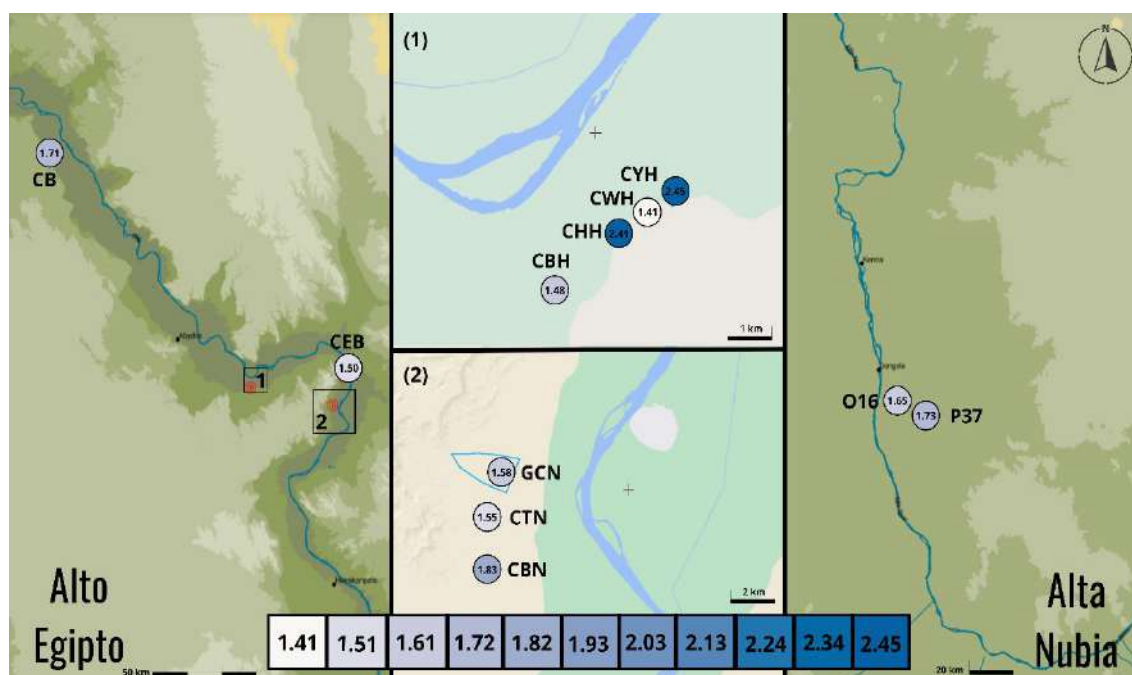 1.71
CB
CEB
1.50
1
2
Alto
Egipto
50 km
(1)
CYH
2.45
CWH
1.41
CHH
2.41
CBH
1.48
1 km
(2)
1.58
GCN
1.55
CTN
1.83
CBN
2 km
N
O16
1.65
1.73
P37
Alta
Nubia
20 km
1.41 1.51 1.61 1.72 1.82 1.93 2.03 2.13 2.24 2.34 2.45